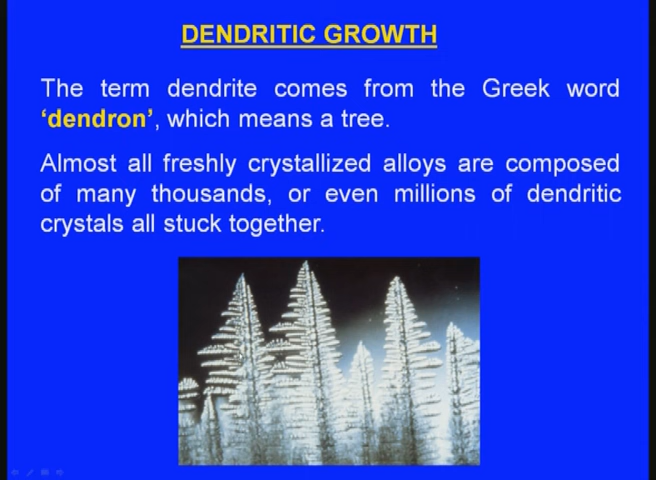 DENDRITIC GROWTH
The term dendrite comes from the Greek word
‘dendron’, which means a tree.
Almost all freshly crystallized alloys are composed
of many thousands, or even millions of dendritic
crystals all stuck together.